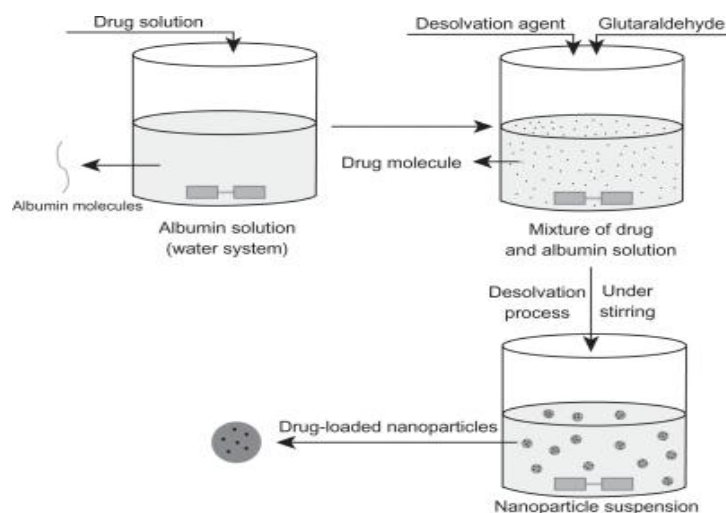 Drug solution
Desolvation agent
Glutaraldehyde
Albumin molecules
Drug molecule
Albumin solution
(water system)
Mixture of drug
and albumin solution
Desolvation
process
Under
stirring
Drug-loaded nanoparticles
Nanoparticle suspension